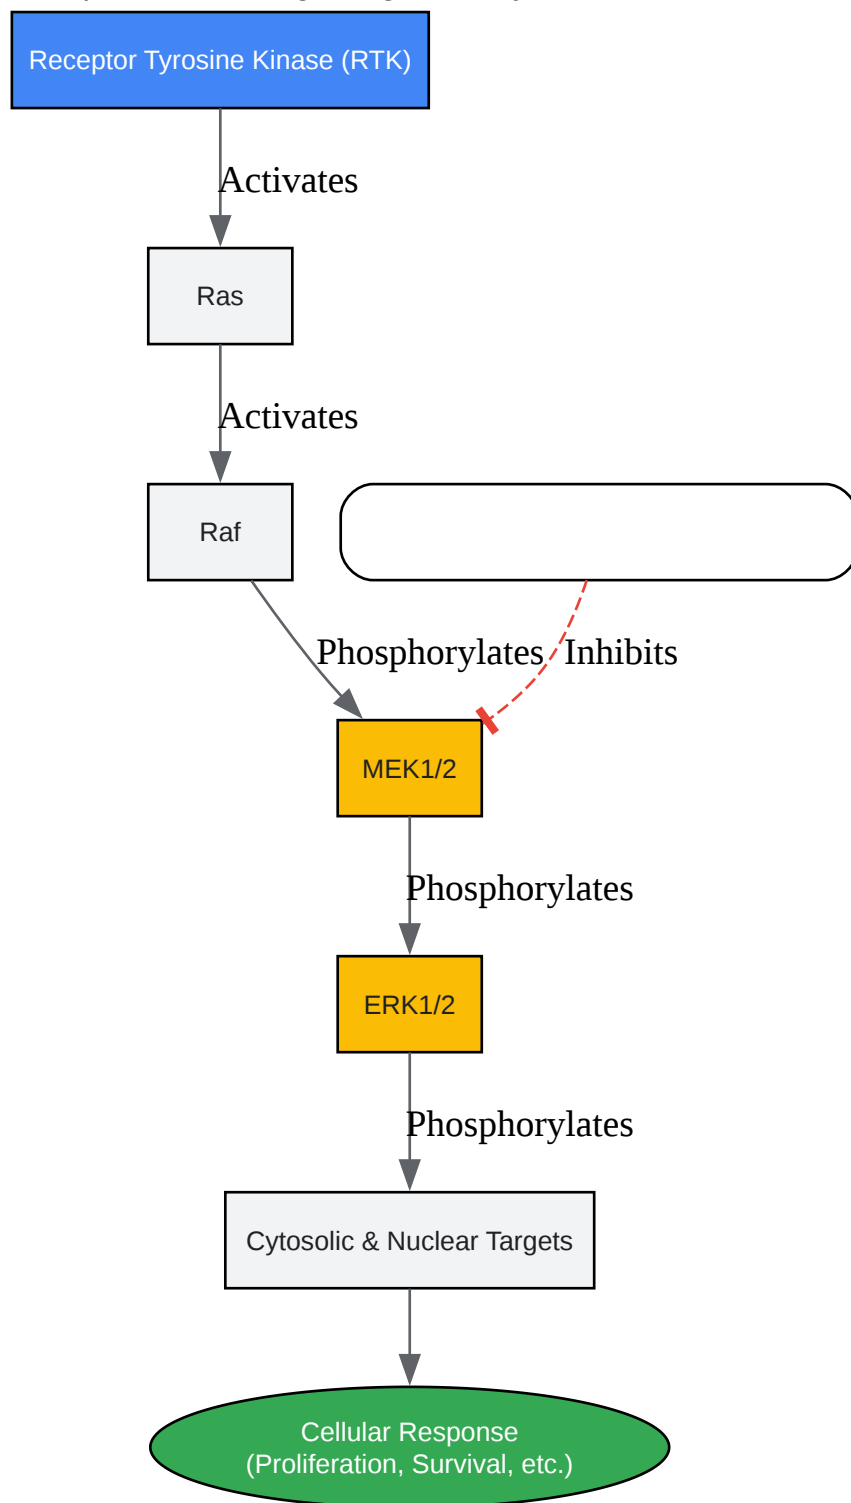 Receptor Tyrosine Kinase (RTK)
Activates
Ras
Activates
Raf
Phosphorylates
Inhibits
MEK1/2
Phosphorylates
ERK1/2
Phosphorylates
Cytosolic & Nuclear Targets
Cellular Response
(Proliferation, Survival, etc.)